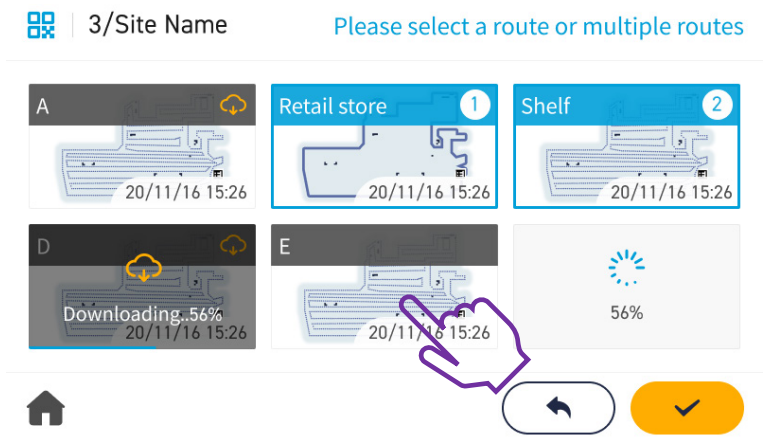 3/Site Name
Please select a route or multiple routes
A
20/11/16 15:26
Retail store 1
20/11/16 15:26
Shelf 2
20/11/16 15:26
D
Downloading..56%
20/11/16 15:26
E
20/11/16 15:26
56%